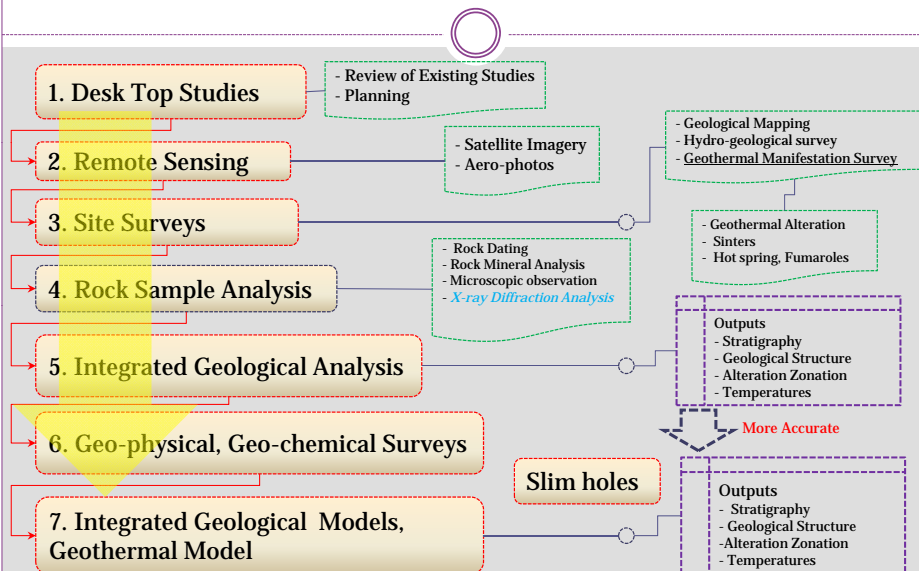 1. Desk Top Studies
- Review of Existing Studies
- Planning
2. Remote Sensing
- Satellite Imagery
- Aero-photos
- Geological Mapping
- Hydro-geological survey
- Geothermal Manifestation Survey
3. Site Surveys
- Geothermal Alteration
- Sinters
- Hot spring, Fumaroles
4. Rock Sample Analysis
- Rock Dating
- Rock Mineral Analysis
- Microscopic observation
- X-ray Diffraction Analysis
5. Integrated Geological Analysis
Outputs
- Stratigraphy
- Geological Structure
- Alteration Zonation
- Temperatures
More Accurate
6. Geo-physical, Geo-chemical Surveys
Slim holes
7. Integrated Geological Models,
Geothermal Model
Outputs
- Stratigraphy
- Geological Structure
-Alteration Zonation
- Temperatures